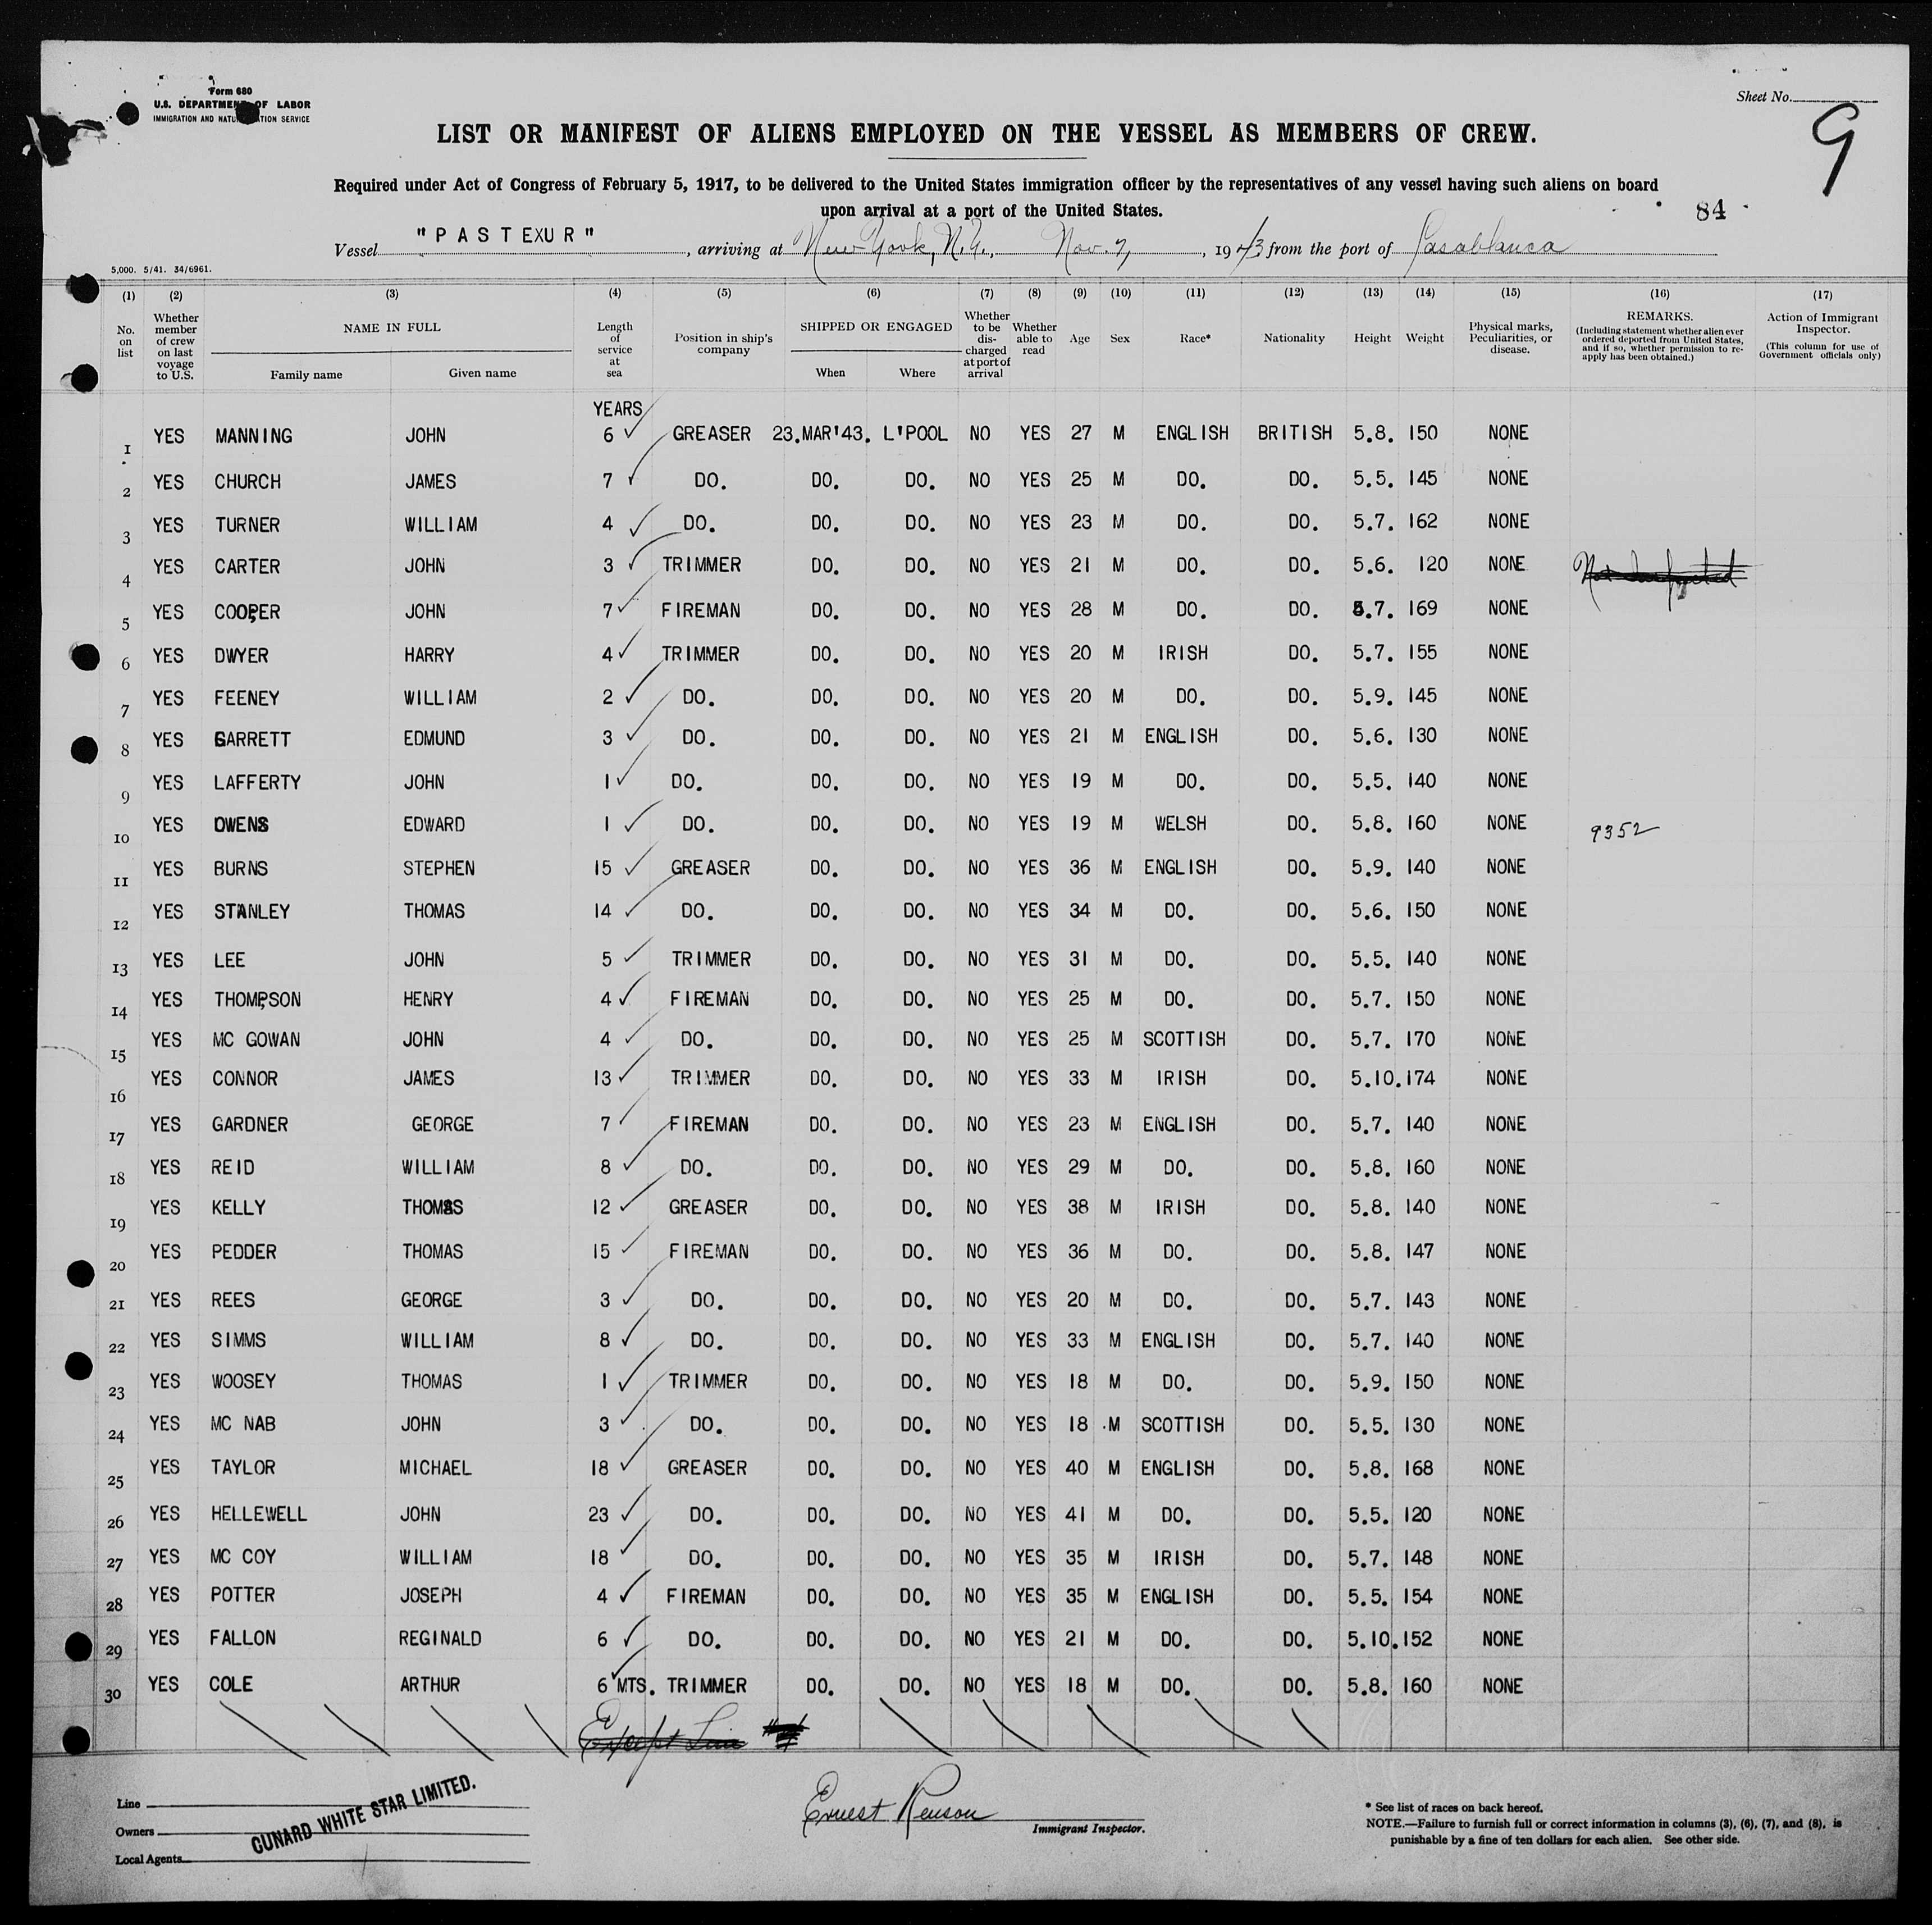 Form 680
U.S. DEPARTMENT OF LABOR
IMMIGRATION AND NATURALIZATION SERVICE
Sheet No.
9
LIST OR MANIFEST OF ALIENS EMPLOYED ON THE VESSEL AS MEMBERS OF CREW.
Required under Act of Congress of February 5, 1917, to be delivered to the United States immigration officer by the representatives of any vessel having such aliens on board
upon arrival at a port of the United States.
84
Vessel "PASTEXUR", arriving at New York, N.Y., Nov. 7, 1943 from the port of Casablanca
5,000. 5/41. 34/6961.
(1) (2) (3) (4) (5) (6) (7) (8) (9) (10) (11) (12) (13) (14) (15) (16) (17)
No. on list Whether member of crew on last voyage to U.S. NAME IN FULL Family name Given name Length of service at sea Position in ship's company SHIPPED OR ENGAGED When Where Whether to be discharged at port of arrival Whether able to read Age Sex Race* Nationality Height Weight Physical marks, Peculiarities, or disease. REMARKS. (Including statement whether alien ever ordered deported from United States, and if so, whether permission to reapply has been obtained.) Action of Immigrant Inspector. (This column for use of Government officials only)
YEARS
1 YES MANNING JOHN 6 GREASER 23.MAR'43. L'POOL NO YES 27 M ENGLISH BRITISH 5.8. 150 NONE
2 YES CHURCH JAMES 7 DO. DO. DO. NO YES 25 M DO. DO. 5.5. 145 NONE
3 YES TURNER WILLIAM 4 DO. DO. DO. NO YES 23 M DO. DO. 5.7. 162 NONE
4 YES CARTER JOHN 3 TRIMMER DO. DO. NO YES 21 M DO. DO. 5.6. 120 NONE Not Inspected
5 YES COOPER JOHN 7 FIREMAN DO. DO. NO YES 28 M DO. DO. 5.7. 169 NONE
6 YES DWYER HARRY 4 TRIMMER DO. DO. NO YES 20 M IRISH DO. 5.7. 155 NONE
7 YES FEENEY WILLIAM 2 DO. DO. DO. NO YES 20 M DO. DO. 5.9. 145 NONE
8 YES GARRETT EDMUND 3 DO. DO. DO. NO YES 21 M ENGLISH DO. 5.6. 130 NONE
9 YES LAFFERTY JOHN 1 DO. DO. DO. NO YES 19 M DO. DO. 5.5. 140 NONE
10 YES OWENS EDWARD 1 DO. DO. DO. NO YES 19 M WELSH DO. 5.8. 160 NONE 9352
11 YES BURNS STEPHEN 15 GREASER DO. DO. NO YES 36 M ENGLISH DO. 5.9. 140 NONE
12 YES STANLEY THOMAS 14 DO. DO. DO. NO YES 34 M DO. DO. 5.6. 150 NONE
13 YES LEE JOHN 5 TRIMMER DO. DO. NO YES 31 M DO. DO. 5.5. 140 NONE
14 YES THOMPSON HENRY 4 FIREMAN DO. DO. NO YES 25 M DO. DO. 5.7. 150 NONE
15 YES MC GOWAN JOHN 4 DO. DO. DO. NO YES 25 M SCOTTISH DO. 5.7. 170 NONE
16 YES CONNOR JAMES 13 TRIMMER DO. DO. NO YES 33 M IRISH DO. 5.10. 174 NONE
17 YES GARDNER GEORGE 7 FIREMAN DO. DO. NO YES 23 M ENGLISH DO. 5.7. 140 NONE
18 YES REID WILLIAM 8 DO. DO. DO. NO YES 29 M DO. DO. 5.8. 160 NONE
19 YES KELLY THOMAS 12 GREASER DO. DO. NO YES 38 M IRISH DO. 5.8. 140 NONE
20 YES PEDDER THOMAS 15 FIREMAN DO. DO. NO YES 36 M DO. DO. 5.8. 147 NONE
21 YES REES GEORGE 3 DO. DO. DO. NO YES 20 M DO. DO. 5.7. 143 NONE
22 YES SIMMS WILLIAM 8 DO. DO. DO. NO YES 33 M ENGLISH DO. 5.7. 140 NONE
23 YES WOOSEY THOMAS 1 TRIMMER DO. DO. NO YES 18 M DO. DO. 5.9. 150 NONE
24 YES MC NAB JOHN 3 DO. DO. DO. NO YES 18 M SCOTTISH DO. 5.5. 130 NONE
25 YES TAYLOR MICHAEL 18 GREASER DO. DO. NO YES 40 M ENGLISH DO. 5.8. 168 NONE
26 YES HELLEWELL JOHN 23 DO. DO. DO. NO YES 41 M DO. DO. 5.5. 120 NONE
27 YES MC COY WILLIAM 18 DO. DO. DO. NO YES 35 M IRISH DO. 5.7. 148 NONE
28 YES POTTER JOSEPH 4 FIREMAN DO. DO. NO YES 35 M ENGLISH DO. 5.5. 154 NONE
29 YES FALLON REGINALD 6 DO. DO. DO. NO YES 21 M DO. DO. 5.10. 152 NONE
30 YES COLE ARTHUR 6 MTS. TRIMMER DO. DO. NO YES 18 M DO. DO. 5.8. 160 NONE
Except Line
Line
Owners
Local Agents
CUNARD WHITE STAR LIMITED.
Ernest Renson
Immigrant Inspector.
* See list of races on back hereof.
NOTE.—Failure to furnish full or correct information in columns (3), (6), (7), and (8), is
punishable by a fine of ten dollars for each alien. See other side.